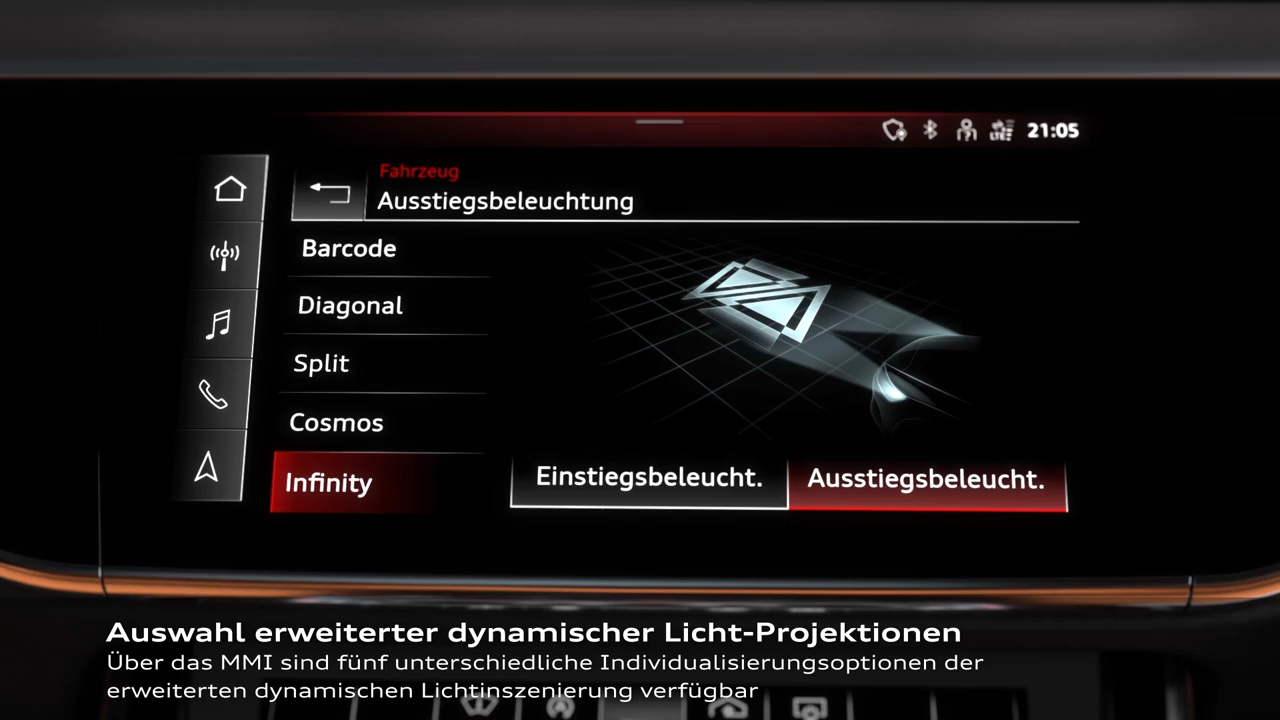 21:05
Fahrzeug
Ausstiegsbeleuchtung
Barcode
Diagonal
Split
Cosmos
Infinity
Einstiegsbeleucht.
Ausstiegsbeleucht.
Auswahl erweiterter dynamischer Licht-Projektionen
Über das MMI sind fünf unterschiedliche Individualisierungsoptionen der
erweiterten dynamischen Lichtinszenierung verfügbar